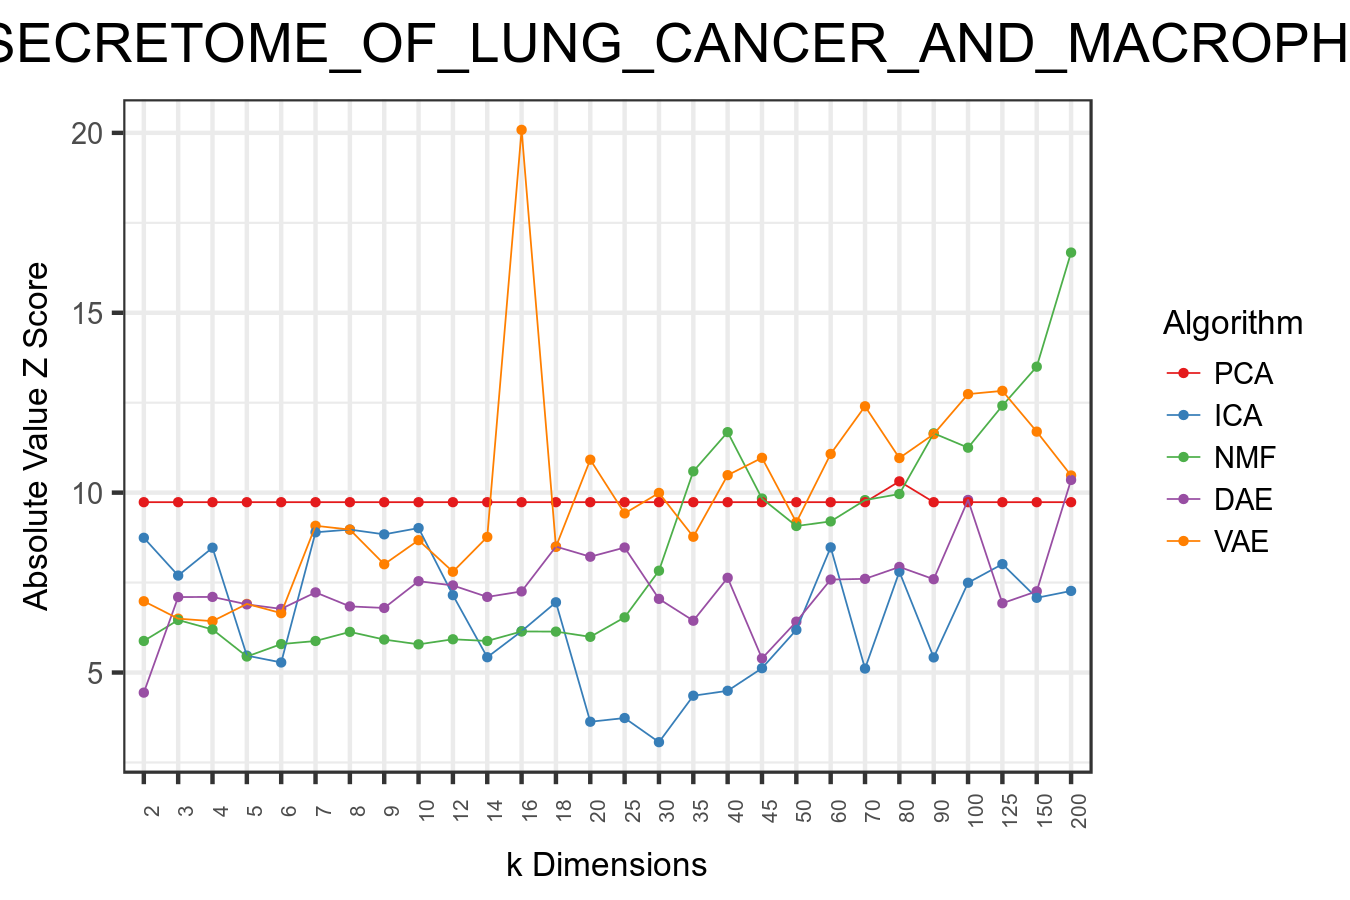 SECRETOME_OF_LUNG_CANCER_AND_MACROPH
Absolute Value Z Score
20
15
10
5
2 3 4 5 6 7 8 9 10 12 14 16 18 20 25 30 35 40 45 50 60 70 80 90 100 125 150 200
k Dimensions
Algorithm
PCA
ICA
NMF
DAE
VAE